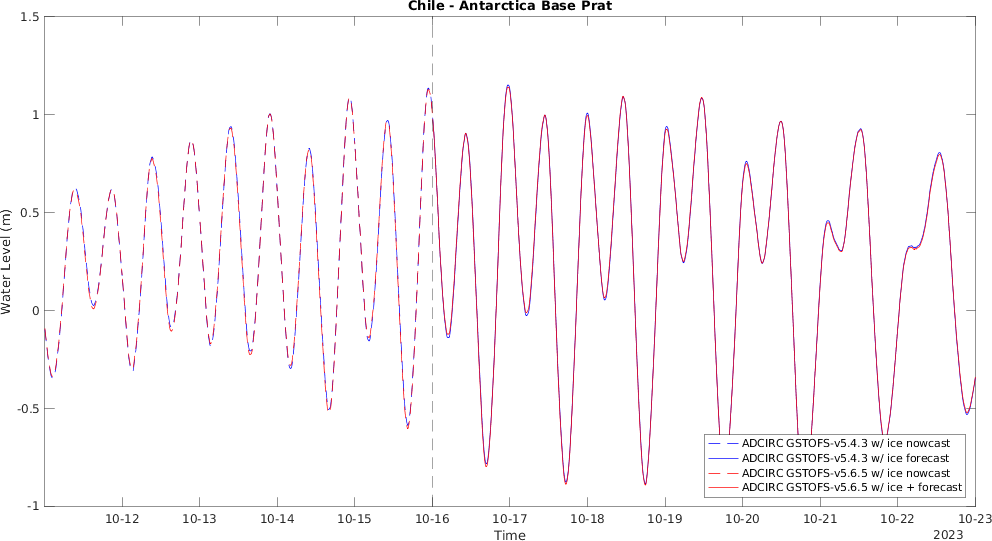 Chile - Antarctica Base Prat
1.5
1
0.5
0
-0.5
-1
Water Level (m)
ADCIRC GSTOFS-v5.4.3 w/ ice nowcast
ADCIRC GSTOFS-v5.4.3 w/ ice forecast
ADCIRC GSTOFS-v5.6.5 w/ ice nowcast
ADCIRC GSTOFS-v5.6.5 w/ ice + forecast
10-12 10-13 10-14 10-15 10-16 10-17 10-18 10-19 10-20 10-21 10-22 10-23
Time
2023